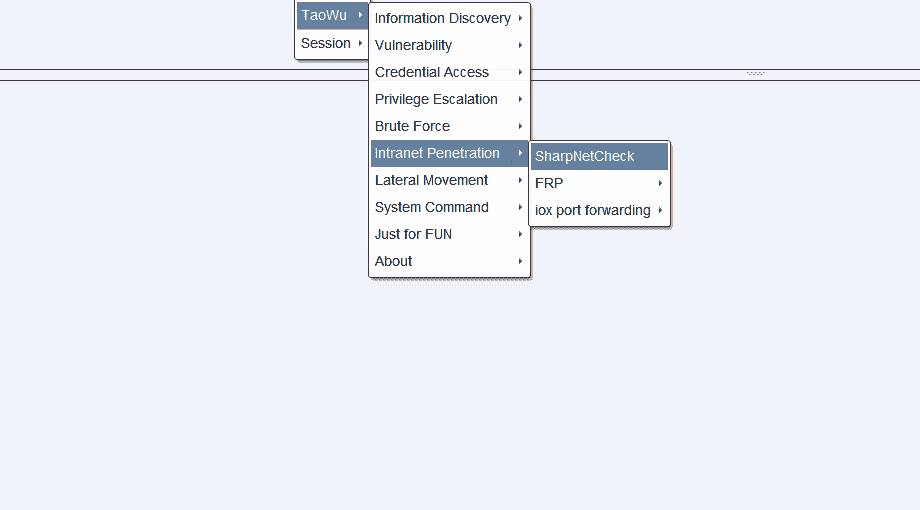 TaoWu
Session
Information Discovery
Vulnerability
Credential Access
Privilege Escalation
Brute Force
Intranet Penetration
Lateral Movement
System Command
Just for FUN
About
SharpNetCheck
FRP
iox port forwarding